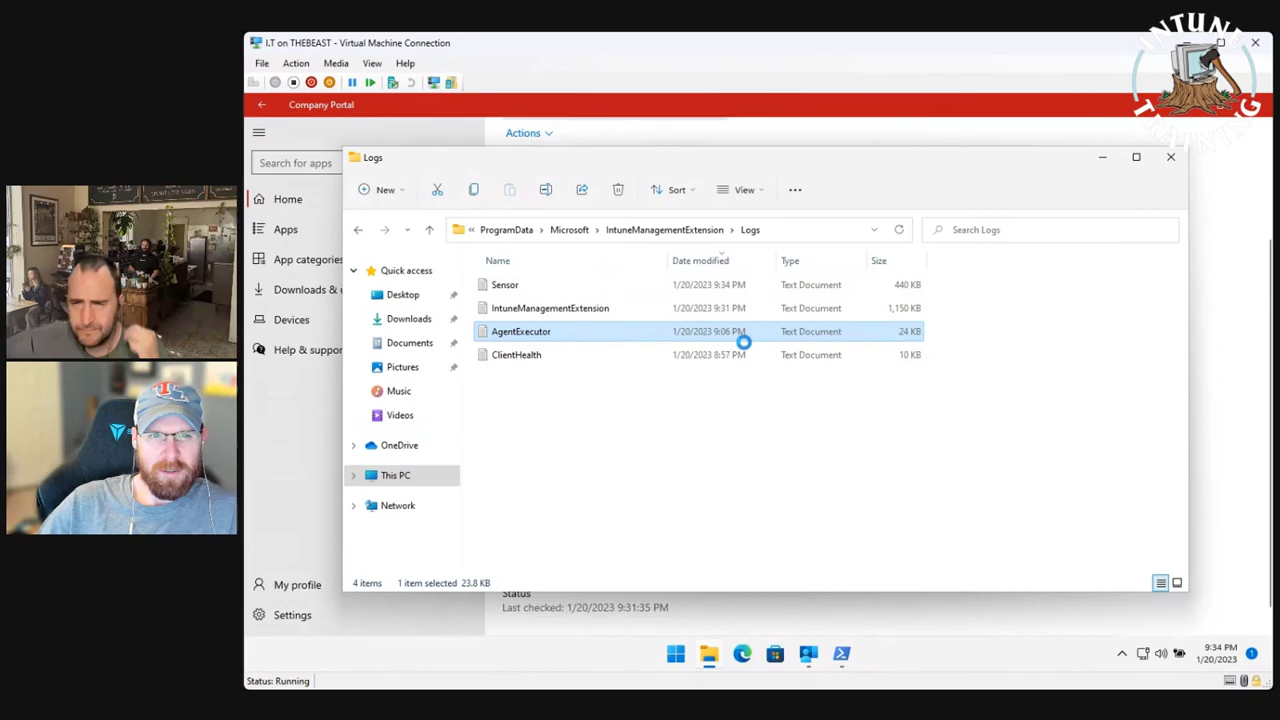 INTUNE
TRAINING
I.T on THEBEAST - Virtual Machine Connection
File Action Media View Help
Company Portal
Actions
Search for apps
Home
Apps
App categories
Downloads & u
Devices
Help & suppor
My profile
Settings
Logs
New
Sort
View
ProgramData > Microsoft > IntuneManagementExtension > Logs
Search Logs
Quick access
Desktop
Downloads
Documents
Pictures
Music
Videos
OneDrive
This PC
Network
Name Date modified Type Size
Sensor 1/20/2023 9:34 PM Text Document 440 KB
IntuneManagementExtension 1/20/2023 9:31 PM Text Document 1,150 KB
AgentExecutor 1/20/2023 9:06 PM Text Document 24 KB
ClientHealth 1/20/2023 8:57 PM Text Document 10 KB
4 items 1 item selected 23.8 KB
Status
Last checked: 1/20/2023 9:31:35 PM
9:34 PM
1/20/2023
1
Status: Running